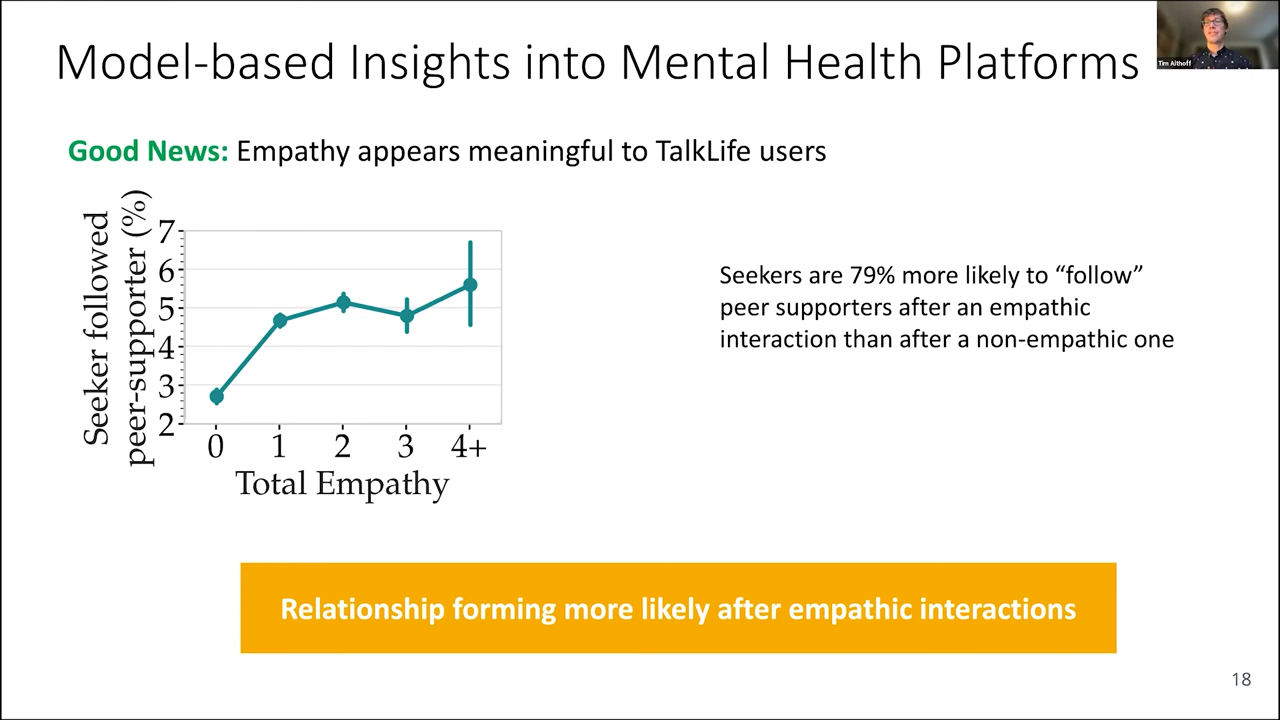 Model-based Insights into Mental Health Platforms
Tim Althoff
Good News: Empathy appears meaningful to TalkLife users
Seeker followed
peer-supporter (%)
7
6
5
4
3
2
0 1 2 3 4+
Total Empathy
Seekers are 79% more likely to “follow”
peer supporters after an empathic
interaction than after a non-empathic one
Relationship forming more likely after empathic interactions
18